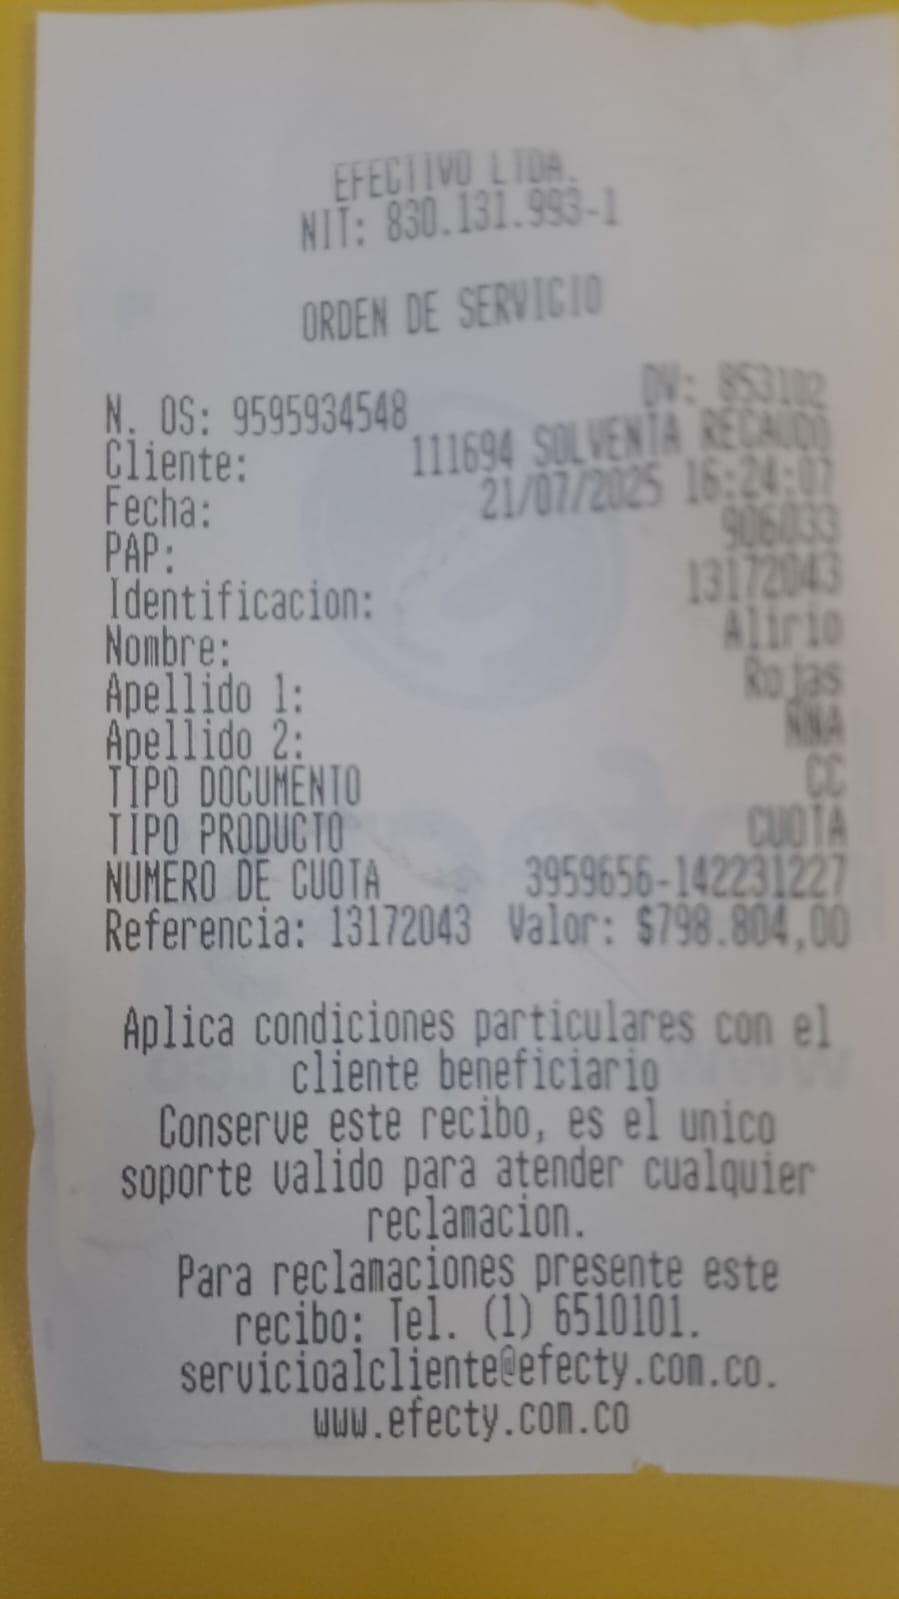 EFECTIVO LTDA.
NIT: 830.131.993-1
ORDEN DE SERVICIO
DV: 853102
N. OS: 9595934548
Cliente: 111694 SOLVENTA RECAUDO
Fecha: 21/07/2025 16:24:07
PAP: 906033
Identificacion: 13172043
Nombre: Alirio
Apellido 1: Rojas
Apellido 2: NNA
TIPO DOCUMENTO CC
TIPO PRODUCTO CUOTA
NUMERO DE CUOTA 3959656-142231227
Referencia: 13172043 Valor: $798.804,00
Aplica condiciones particulares con el
cliente beneficiario
Conserve este recibo, es el unico
soporte valido para atender cualquier
reclamacion.
Para reclamaciones presente este
recibo: Tel. (1) 6510101.
servicioalcliente@efecty.com.co.
www.efecty.com.co